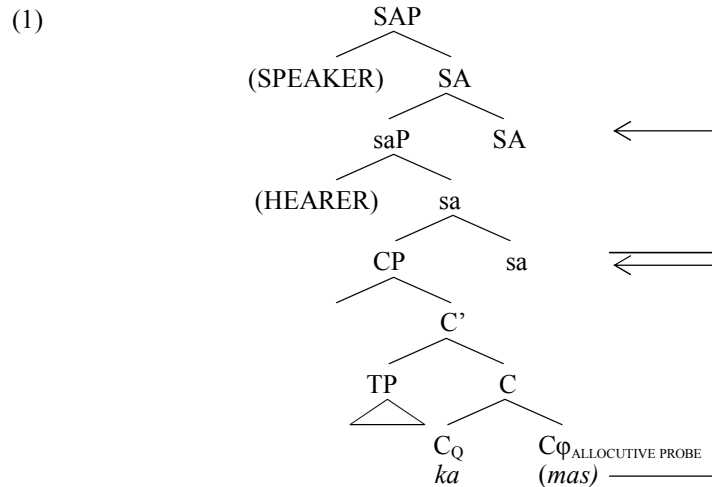 (1)
SAP
(SPEAKER) SA
saP SA
(HEARER) sa
CP sa
C’
TP C
C_Q Cφ_ALLOCUTIVE PROBE
ka (mas)